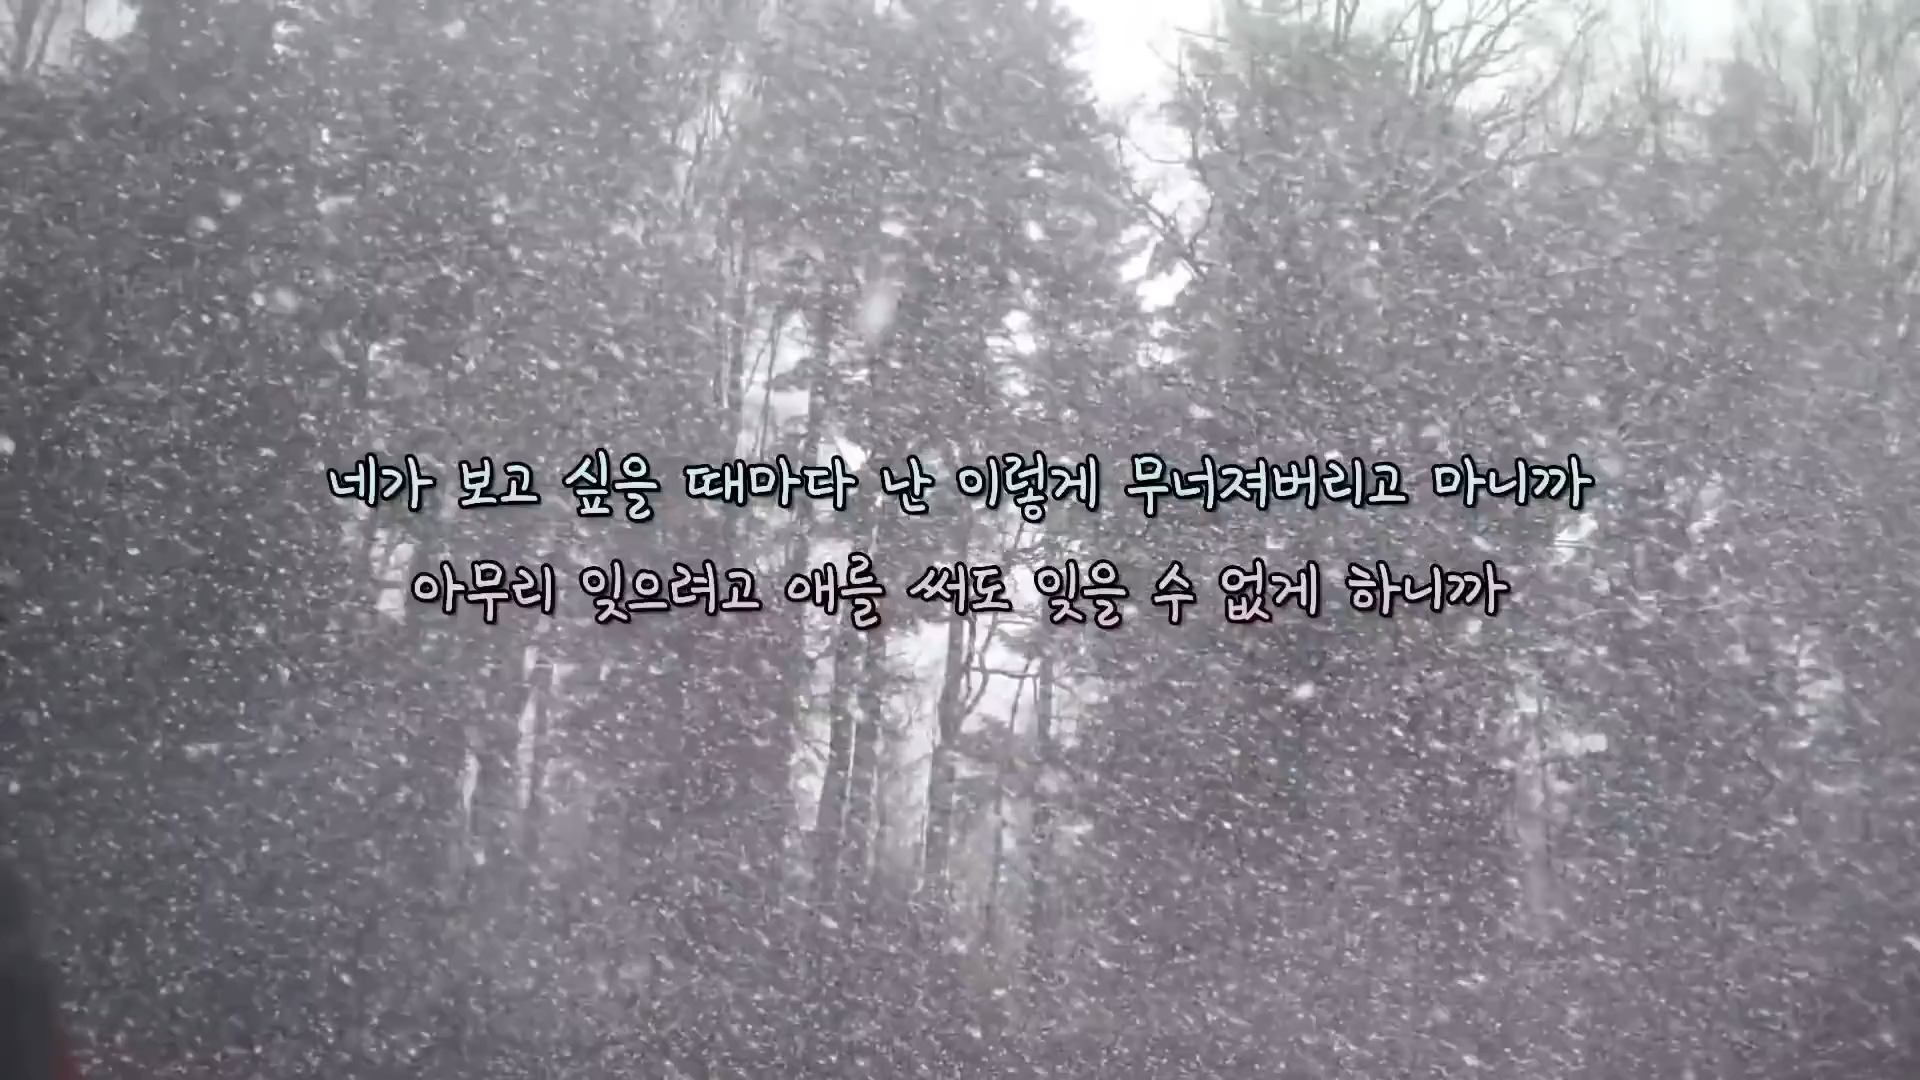 네가 보고 싶을 때마다 난 이렇게 무너져버리고 마니까
아무리 잊으려고 애를 써도 잊을 수 없게 하니까